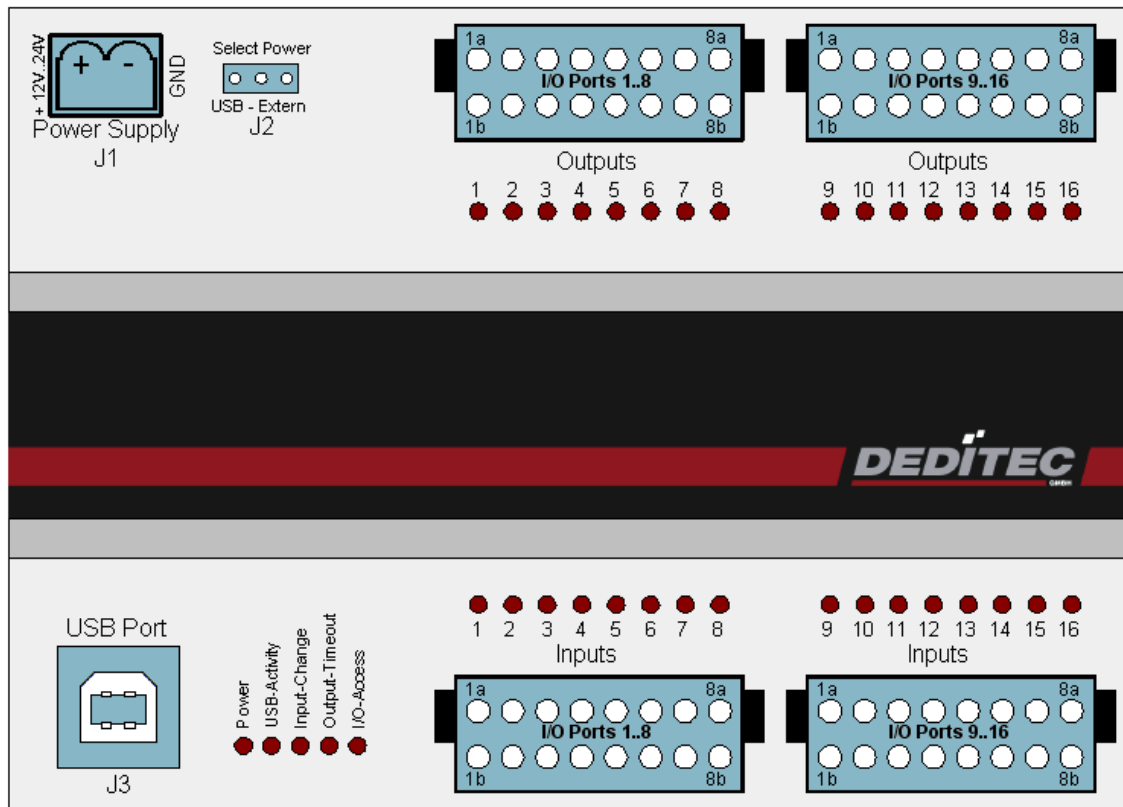 + 12V..24V
+ -
GND
Power Supply
J1
Select Power
USB - Extern
J2
1a 8a
I/O Ports 1..8
1b 8b
Outputs
1 2 3 4 5 6 7 8
1a 8a
I/O Ports 9..16
1b 8b
Outputs
9 10 11 12 13 14 15 16
DEDITEC
GMBH
USB Port
J3
Power
USB-Activity
Input-Change
Output-Timeout
I/O-Access
1 2 3 4 5 6 7 8
Inputs
1a 8a
I/O Ports 1..8
1b 8b
9 10 11 12 13 14 15 16
Inputs
1a 8a
I/O Ports 9..16
1b 8b